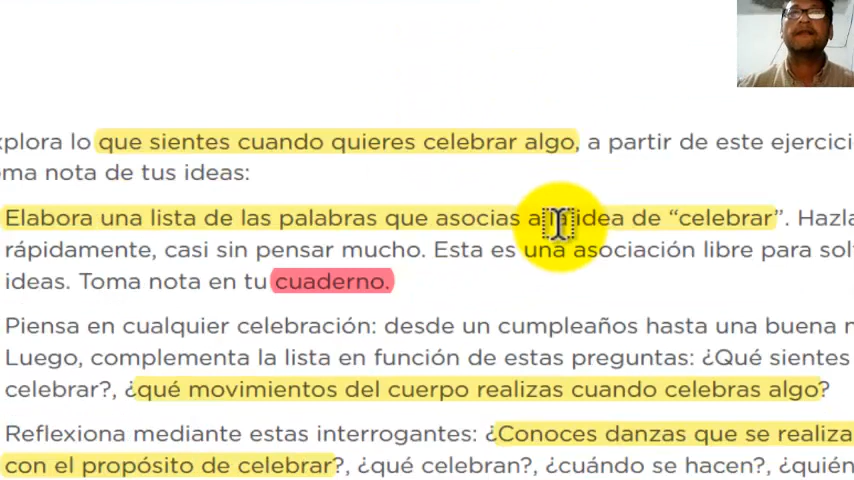 xplora lo que sientes cuando quieres celebrar algo, a partir de este ejercici
ma nota de tus ideas:
Elabora una lista de las palabras que asocias a la idea de “celebrar”. Hazla
rápidamente, casi sin pensar mucho. Esta es una asociación libre para sol
ideas. Toma nota en tu cuaderno.
Piensa en cualquier celebración: desde un cumpleaños hasta una buena n
Luego, complementa la lista en función de estas preguntas: ¿Qué sientes
celebrar?, ¿qué movimientos del cuerpo realizas cuando celebras algo?
Reflexiona mediante estas interrogantes: ¿Conoces danzas que se realiza
con el propósito de celebrar?, ¿qué celebran?, ¿cuándo se hacen?, ¿quién